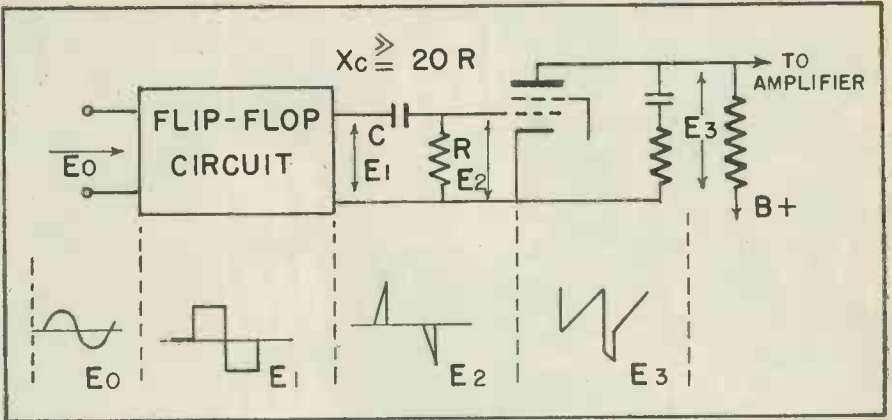 Xc ≧ 20 R
TO
AMPLIFIER
FLIP-FLOP
CIRCUIT
EO
C
E1
R
E2
E3
B+
EO
E1
E2
E3